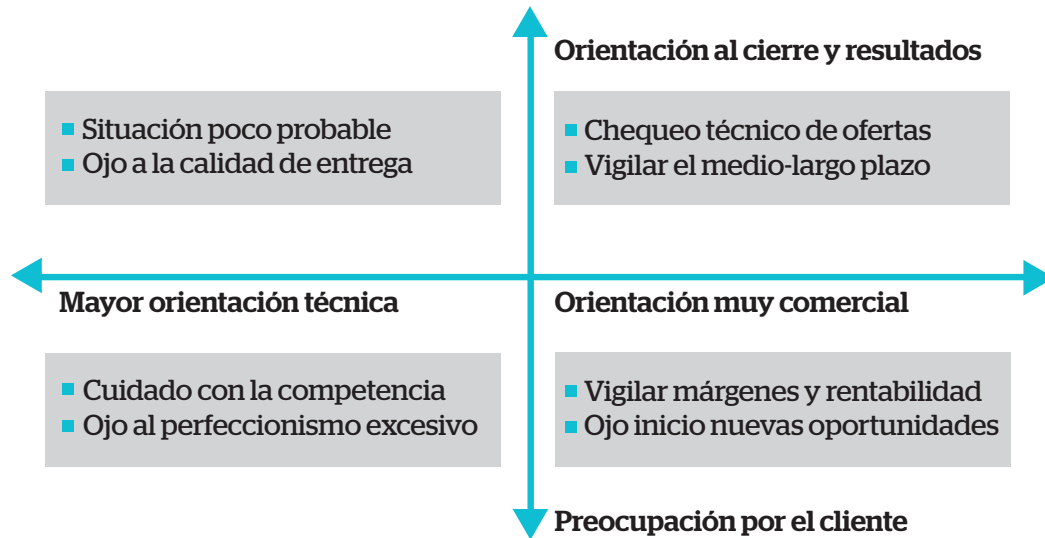 Orientación al cierre y resultados
Situación poco probable
Ojo a la calidad de entrega
Chequeo técnico de ofertas
Vigilar el medio-largo plazo
Mayor orientación técnica
Orientación muy comercial
Cuidado con la competencia
Ojo al perfeccionismo excesivo
Vigilar márgenes y rentabilidad
Ojo inicio nuevas oportunidades
Preocupación por el cliente